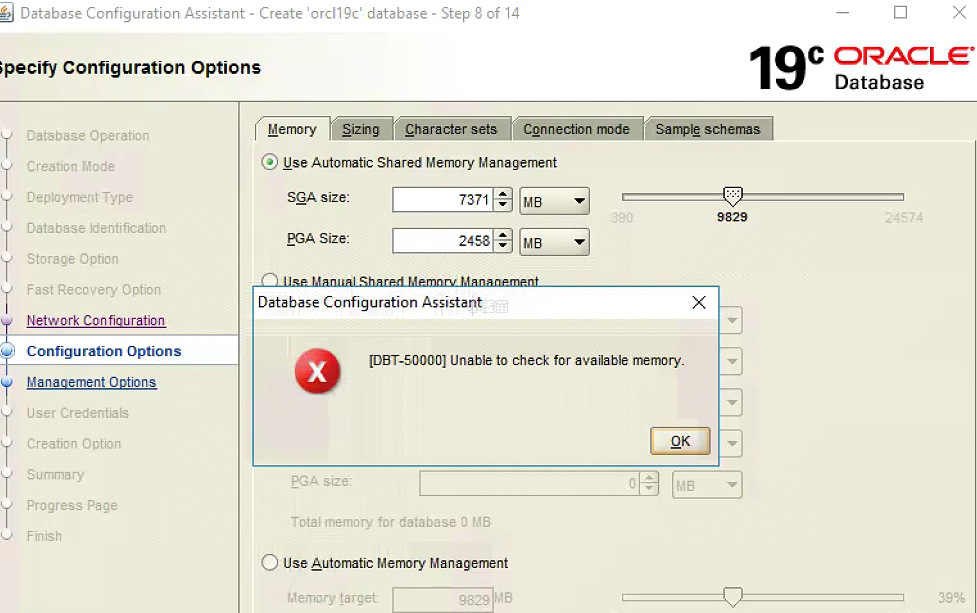 Database Configuration Assistant - Create 'orcl19c' database - Step 8 of 14
Specify Configuration Options
19c ORACLE
Database
Database Operation
Creation Mode
Deployment Type
Database Identification
Storage Option
Fast Recovery Option
Network Configuration
Configuration Options
Management Options
User Credentials
Creation Option
Summary
Progress Page
Finish
Memory Sizing Character sets Connection mode Sample schemas
Use Automatic Shared Memory Management
SGA size: 7371 MB
390 9829 24574
PGA Size: 2458 MB
Use Manual Shared Memory Management
Database Configuration Assistant
[DBT-50000] Unable to check for available memory.
OK
PGA size: 0 MB
Total memory for database 0 MB
Use Automatic Memory Management
Memory target: 9829 MB 39%